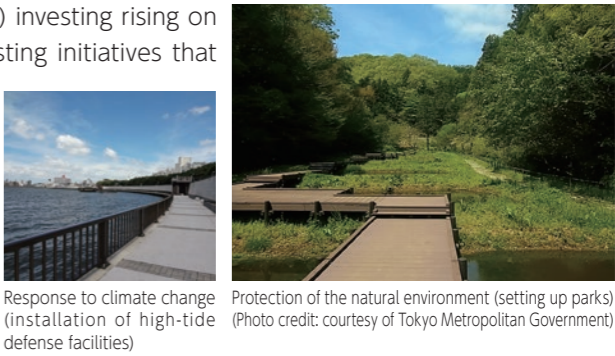 ) investing rising on
sting initiatives that
Response to climate change
(installation of high-tide
defense facilities)
Protection of the natural environment (setting up parks)
(Photo credit: courtesy of Tokyo Metropolitan Government)